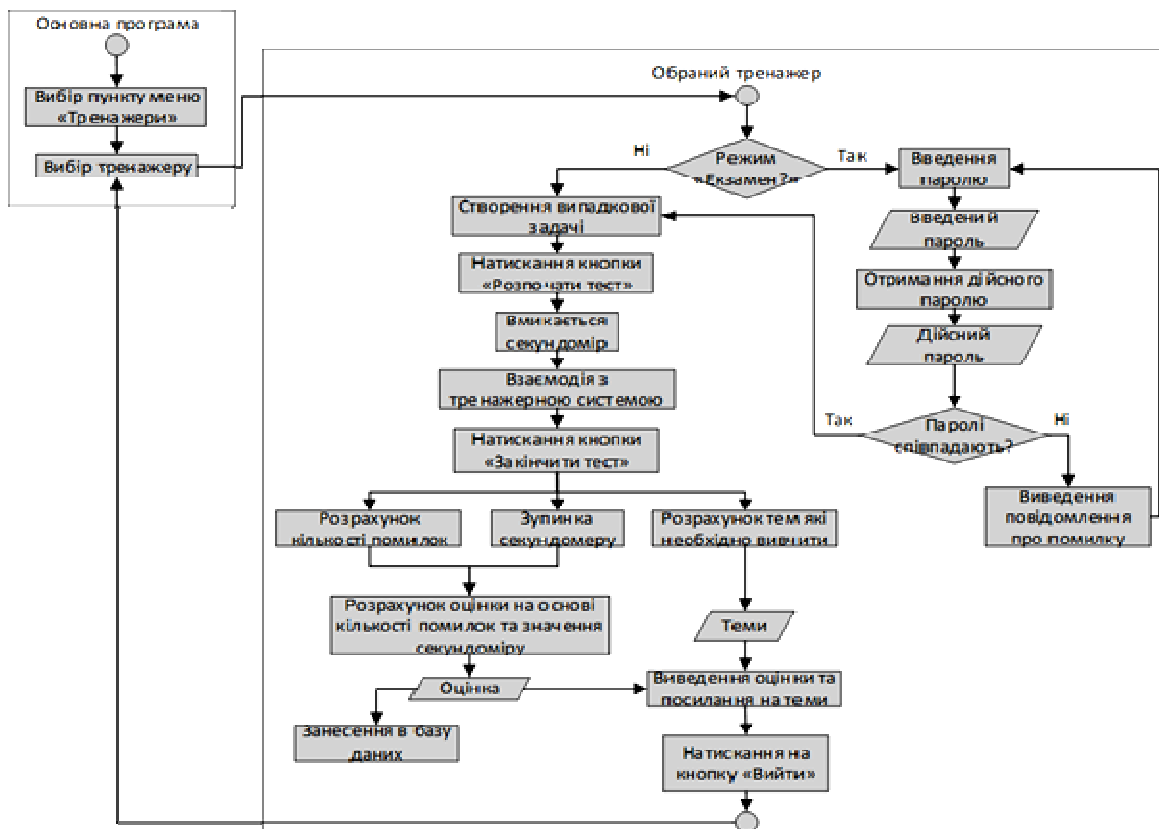 Основна програма
Вибір пункту меню
«Тренажери»
Вибір тренажеру
Обраний тренажер
Ні
Режим
«Екзамен?»
Так
Введення
паролю
Створення випадкової
задачі
Введений
пароль
Натискання кнопки
«Розпочати тест»
Отримання дійсного
паролю
Вмикається
секундомір
Дійсний
пароль
Взаємодія з
тренажерною системою
Так
Паролі
співпадають?
Ні
Натискання кнопки
«Закінчити тест»
Виведення
повідомлення
про помилку
Розрахунок
кількості помилок
Зупинка
секундомеру
Розрахунок тем які
необхідно вивчити
Розрахунок оцінки на основі
кількості помилок та значення
секундоміру
Теми
Оцінка
Виведення оцінки та
посилання на теми
Занесення в базу
даних
Натискання на
кнопку «Вийти»